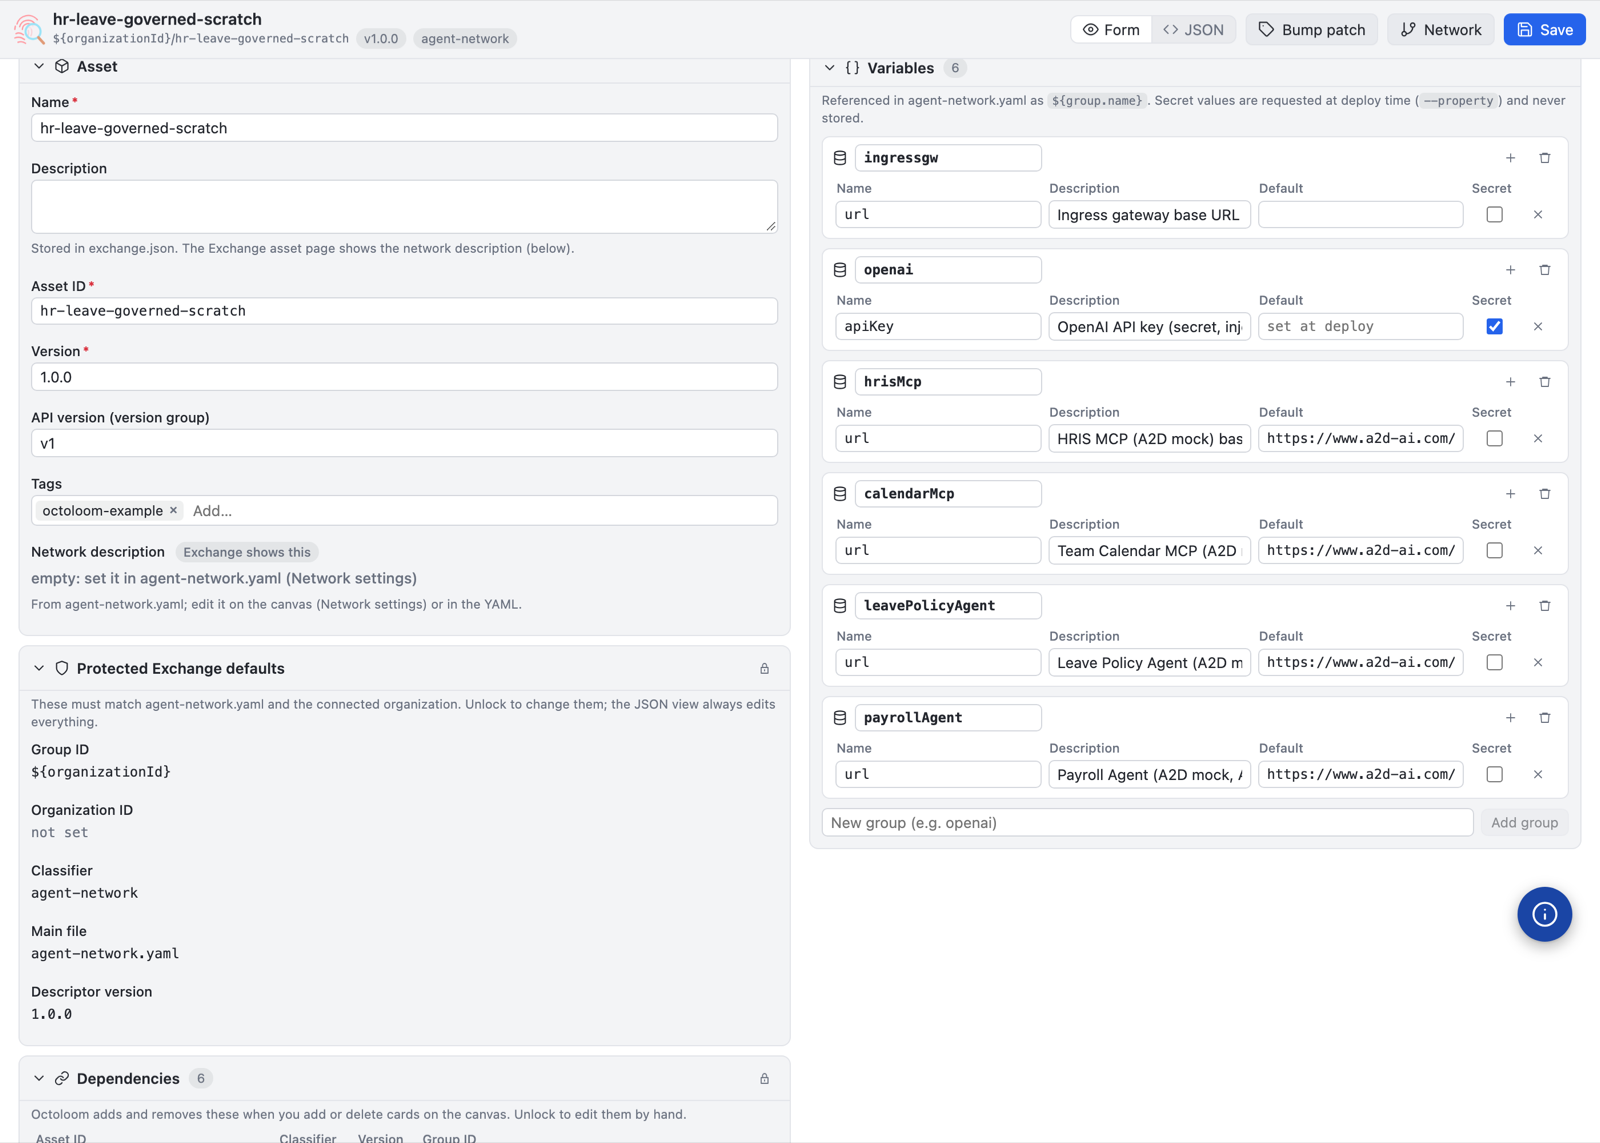 hr-leave-governed-scratch
${organizationId}/hr-leave-governed-scratch v1.0.0 agent-network
Form <> JSON Bump patch Network Save
Asset
Name*
hr-leave-governed-scratch
Description
Stored in exchange.json. The Exchange asset page shows the network description (below).
Asset ID*
hr-leave-governed-scratch
Version*
1.0.0
API version (version group)
v1
Tags
octoloom-example × Add...
Network description Exchange shows this
empty: set it in agent-network.yaml (Network settings)
From agent-network.yaml; edit it on the canvas (Network settings) or in the YAML.
Protected Exchange defaults
These must match agent-network.yaml and the connected organization. Unlock to change them; the JSON view always edits
everything.
Group ID
${organizationId}
Organization ID
not set
Classifier
agent-network
Main file
agent-network.yaml
Descriptor version
1.0.0
Dependencies 6
Octoloom adds and removes these when you add or delete cards on the canvas. Unlock to edit them by hand.
Asset ID Classifier Version Group ID
{} Variables 6
Referenced in agent-network.yaml as ${group.name} . Secret values are requested at deploy time ( --property ) and never
stored.
ingressgw
Name Description Default Secret
url Ingress gateway base URL
openai
Name Description Default Secret
apiKey OpenAI API key (secret, inj set at deploy
hrisMcp
Name Description Default Secret
url HRIS MCP (A2D mock) bas https://www.a2d-ai.com/
calendarMcp
Name Description Default Secret
url Team Calendar MCP (A2D https://www.a2d-ai.com/
leavePolicyAgent
Name Description Default Secret
url Leave Policy Agent (A2D m https://www.a2d-ai.com/
payrollAgent
Name Description Default Secret
url Payroll Agent (A2D mock, https://www.a2d-ai.com/
New group (e.g. openai) Add group